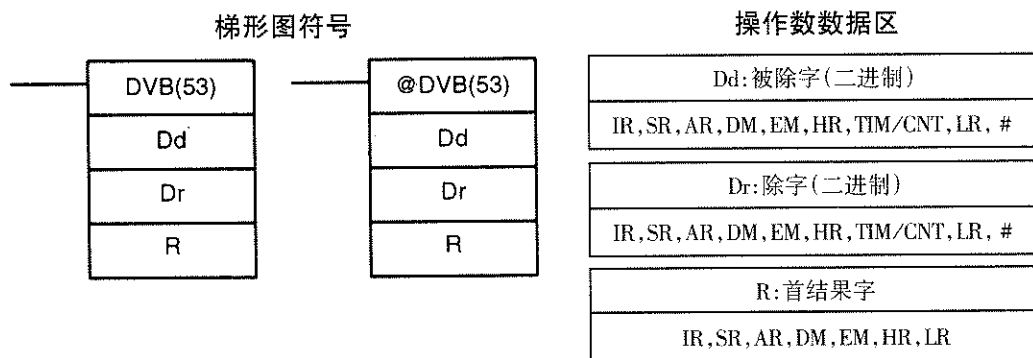 梯形图符号
DVB(53)
Dd
Dr
R
@DVB(53)
Dd
Dr
R
操作数数据区
Dd:被除字(二进制)
IR,SR,AR,DM,EM,HR,TIM/CNT,LR, #
Dr:除字(二进制)
IR,SR,AR,DM,EM,HR,TIM/CNT,LR, #
R:首结果字
IR,SR,AR,DM,EM,HR,LR